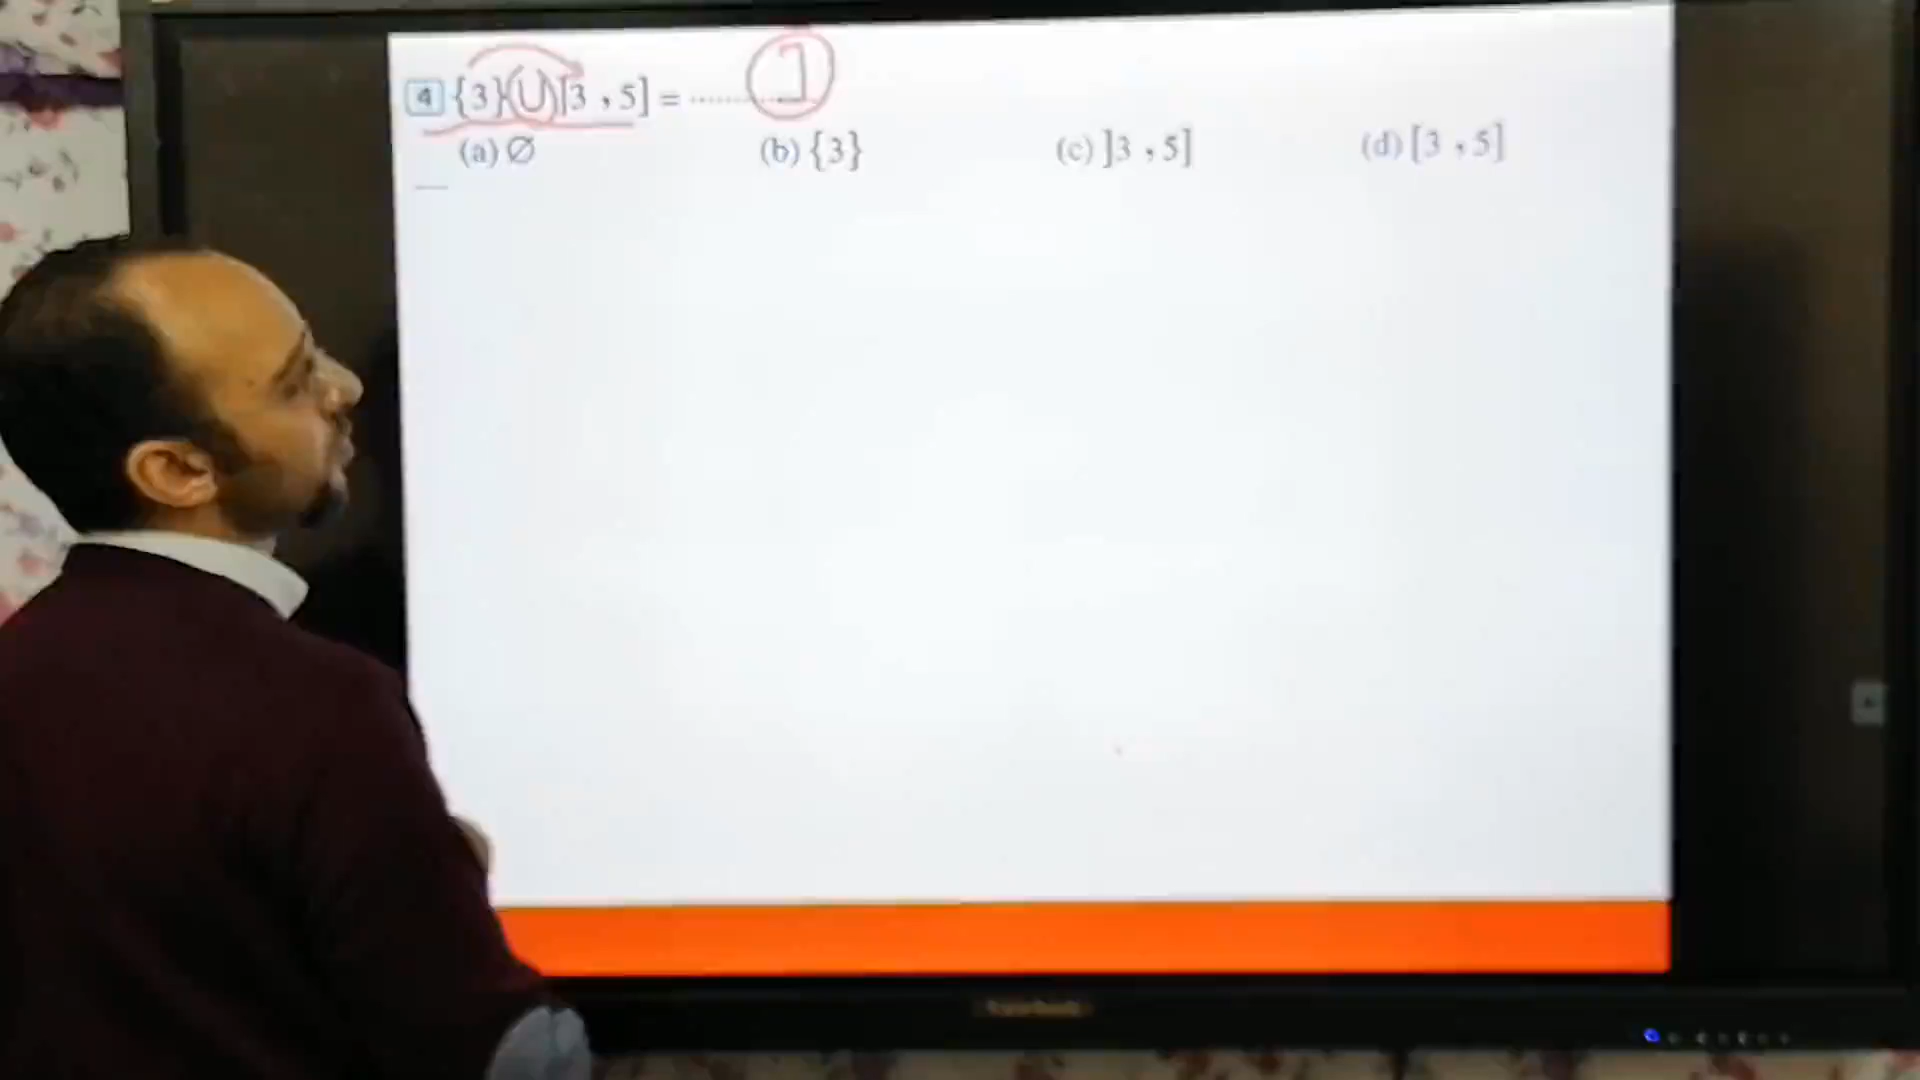 4 {3} ∪ [3 , 5] = ........ ]
(a) ∅ (b) {3} (c) ]3 , 5] (d) [3 , 5]